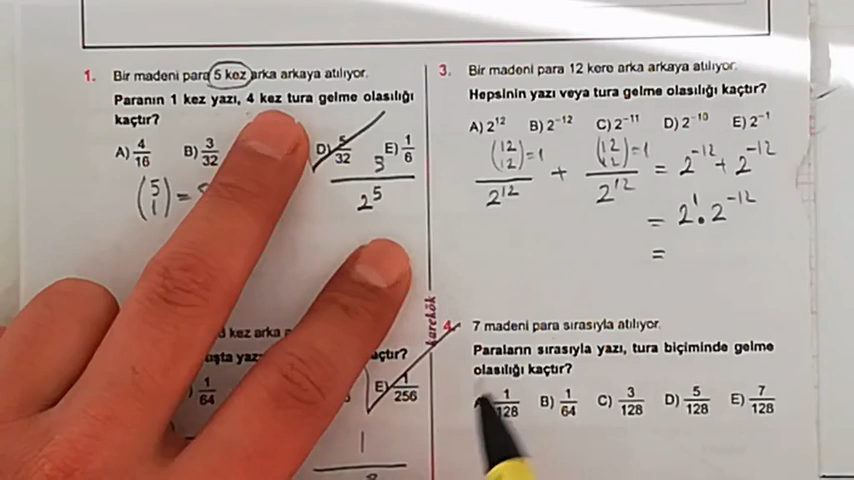 1. Bir madeni para 5 kez arka arkaya atılıyor.
Paranın 1 kez yazı, 4 kez tura gelme olasılığı
kaçtır?
A) 4/16 B) 3/32 D) 5/32 E) 1/6
(5 1) =
2^5
kez arka a
uşta yaz
açtır?
1/64 E) 1/256
1
3. Bir madeni para 12 kere arka arkaya atılıyor.
Hepsinin yazı veya tura gelme olasılığı kaçtır?
A) 2^12 B) 2^-12 C) 2^-11 D) 2^-10 E) 2^-1
(12 12) = 1 / 2^12 + (12 12) = 1 / 2^12 = 2^-12 + 2^-12
= 2^1 . 2^-12
=
karekök
4. 7 madeni para sırasıyla atılıyor.
Paraların sırasıyla yazı, tura biçiminde gelme
olasılığı kaçtır?
1/128 B) 1/64 C) 3/128 D) 5/128 E) 7/128